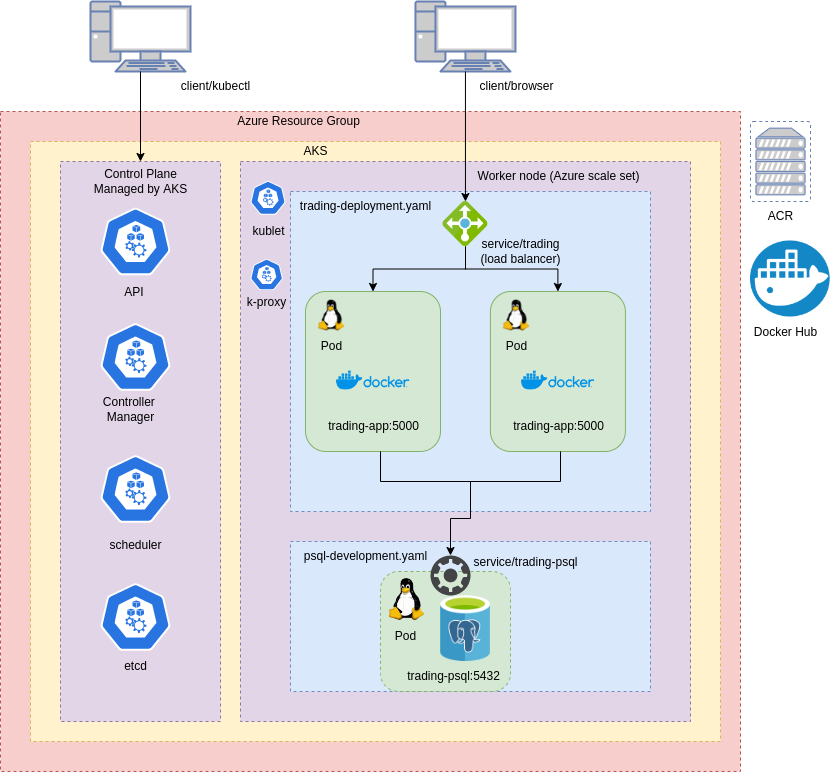 client/kubectl
client/browser
Azure Resource Group
AKS
Control Plane
Managed by AKS
API
Controller
Manager
scheduler
etcd
Worker node (Azure scale set)
kublet
k-proxy
trading-deployment.yaml
service/trading
(load balancer)
Pod
docker
trading-app:5000
Pod
docker
trading-app:5000
psql-development.yaml
service/trading-psql
Pod
trading-psql:5432
ACR
Docker Hub